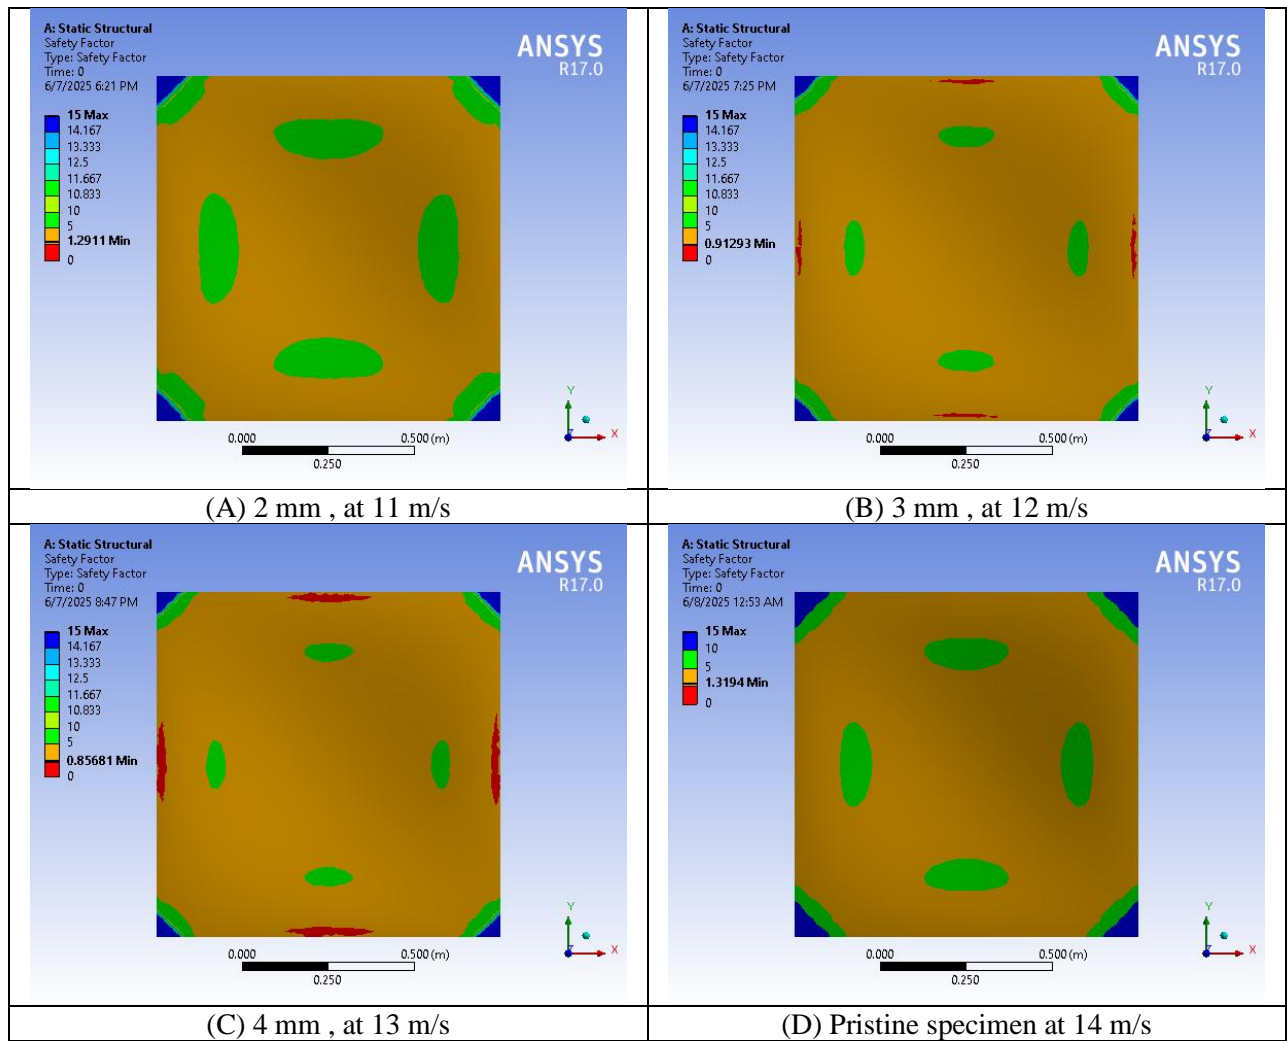 A: Static Structural
Safety Factor
Type: Safety Factor
Time: 0
6/7/2025 6:21 PM
ANSYS
R17.0
15 Max
14.167
13.333
12.5
11.667
10.833
10
5
1.2911 Min
0
Y
X
Z
0.000
0.500 (m)
0.250
(A) 2 mm , at 11 m/s
A: Static Structural
Safety Factor
Type: Safety Factor
Time: 0
6/7/2025 7:25 PM
ANSYS
R17.0
15 Max
14.167
13.333
12.5
11.667
10.833
10
5
0.91293 Min
0
Y
X
Z
0.000
0.500 (m)
0.250
(B) 3 mm , at 12 m/s
A: Static Structural
Safety Factor
Type: Safety Factor
Time: 0
6/7/2025 8:47 PM
ANSYS
R17.0
15 Max
14.167
13.333
12.5
11.667
10.833
10
5
0.85681 Min
0
Y
X
Z
0.000
0.500 (m)
0.250
(C) 4 mm , at 13 m/s
A: Static Structural
Safety Factor
Type: Safety Factor
Time: 0
6/8/2025 12:53 AM
ANSYS
R17.0
15 Max
10
5
1.3194 Min
0
Y
X
Z
0.000
0.500 (m)
0.250
(D) Pristine specimen at 14 m/s